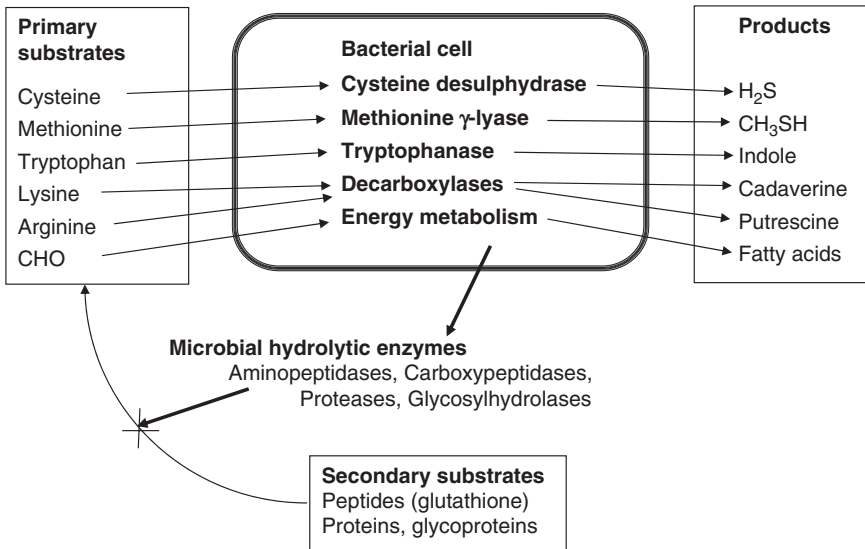 Primary
substrates
Cysteine
Methionine
Tryptophan
Lysine
Arginine
CHO
Bacterial cell
Cysteine desulphydrase
Methionine γ-lyase
Tryptophanase
Decarboxylases
Energy metabolism
Products
H₂S
CH₃SH
Indole
Cadaverine
Putrescine
Fatty acids
Microbial hydrolytic enzymes
Aminopeptidases, Carboxypeptidases,
Proteases, Glycosylhydrolases
Secondary substrates
Peptides (glutathione)
Proteins, glycoproteins